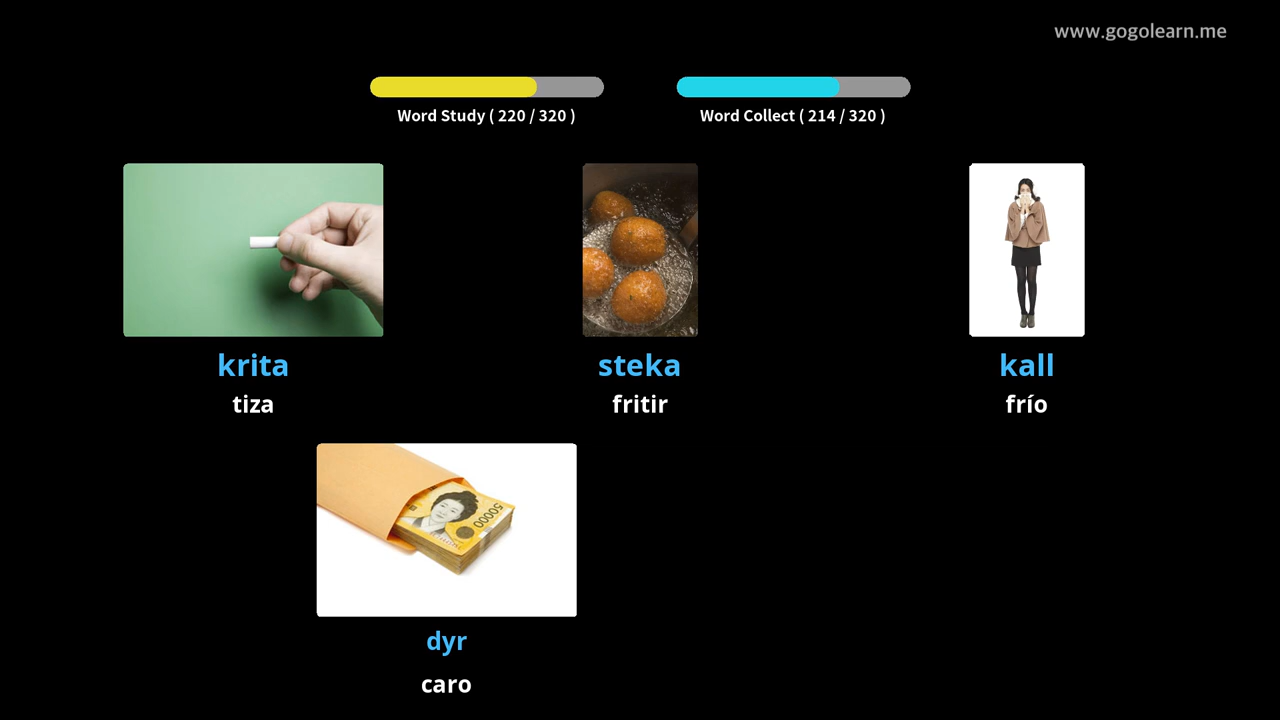 www.gogolearn.me
Word Study ( 220 / 320 )
Word Collect ( 214 / 320 )
krita
tiza
steka
fritir
kall
frío
50000
dyr
caro